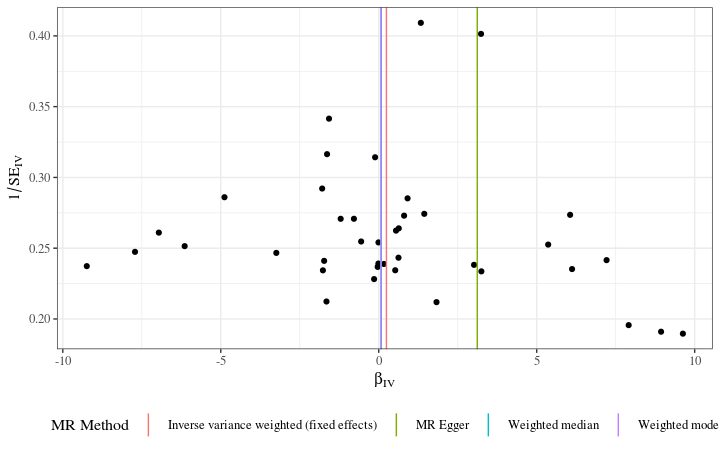 0.40
0.35
0.30
0.25
0.20
1/SE_IV
-10 -5 0 5 10
β_IV
MR Method Inverse variance weighted (fixed effects) MR Egger Weighted median Weighted mode